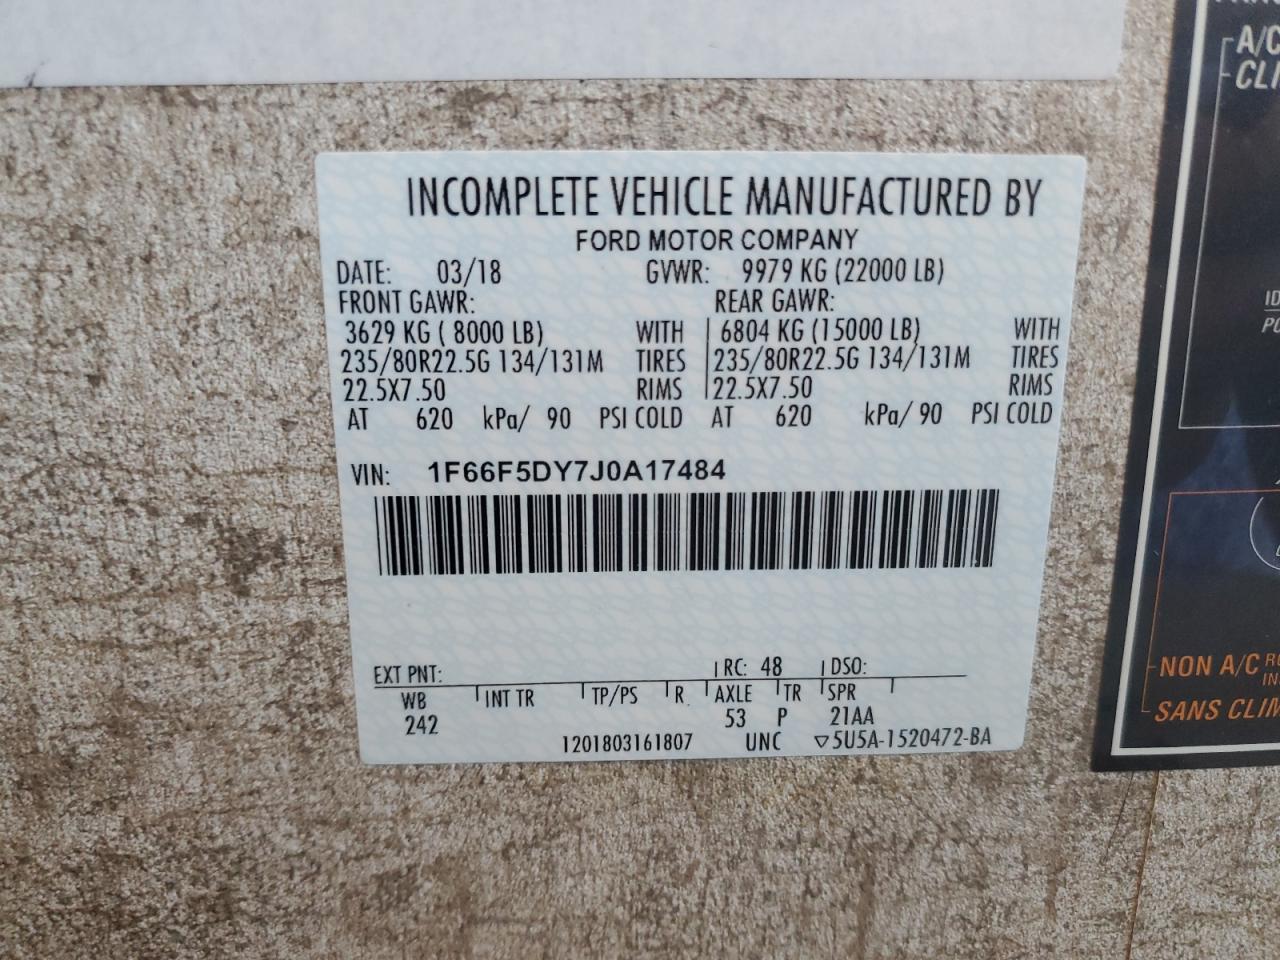 INCOMPLETE VEHICLE MANUFACTURED BY
FORD MOTOR COMPANY
DATE: 03/18 GVWR: 9979 KG (22000 LB)
FRONT GAWR: REAR GAWR:
3629 KG ( 8000 LB) WITH 6804 KG (15000 LB) WITH
235/80R22.5G 134/131M TIRES 235/80R22.5G 134/131M TIRES
22.5X7.50 RIMS 22.5X7.50 RIMS
AT 620 kPa/ 90 PSI COLD AT 620 kPa/ 90 PSI COLD
VIN: 1F66F5DY7J0A17484
EXT PNT: RC: 48 DSO:
WB INT TR TP/PS R AXLE TR SPR
242 53 P 21AA
1201803161807 UNC ▽5U5A-1520472-BA
A/C
NON A/C
SANS